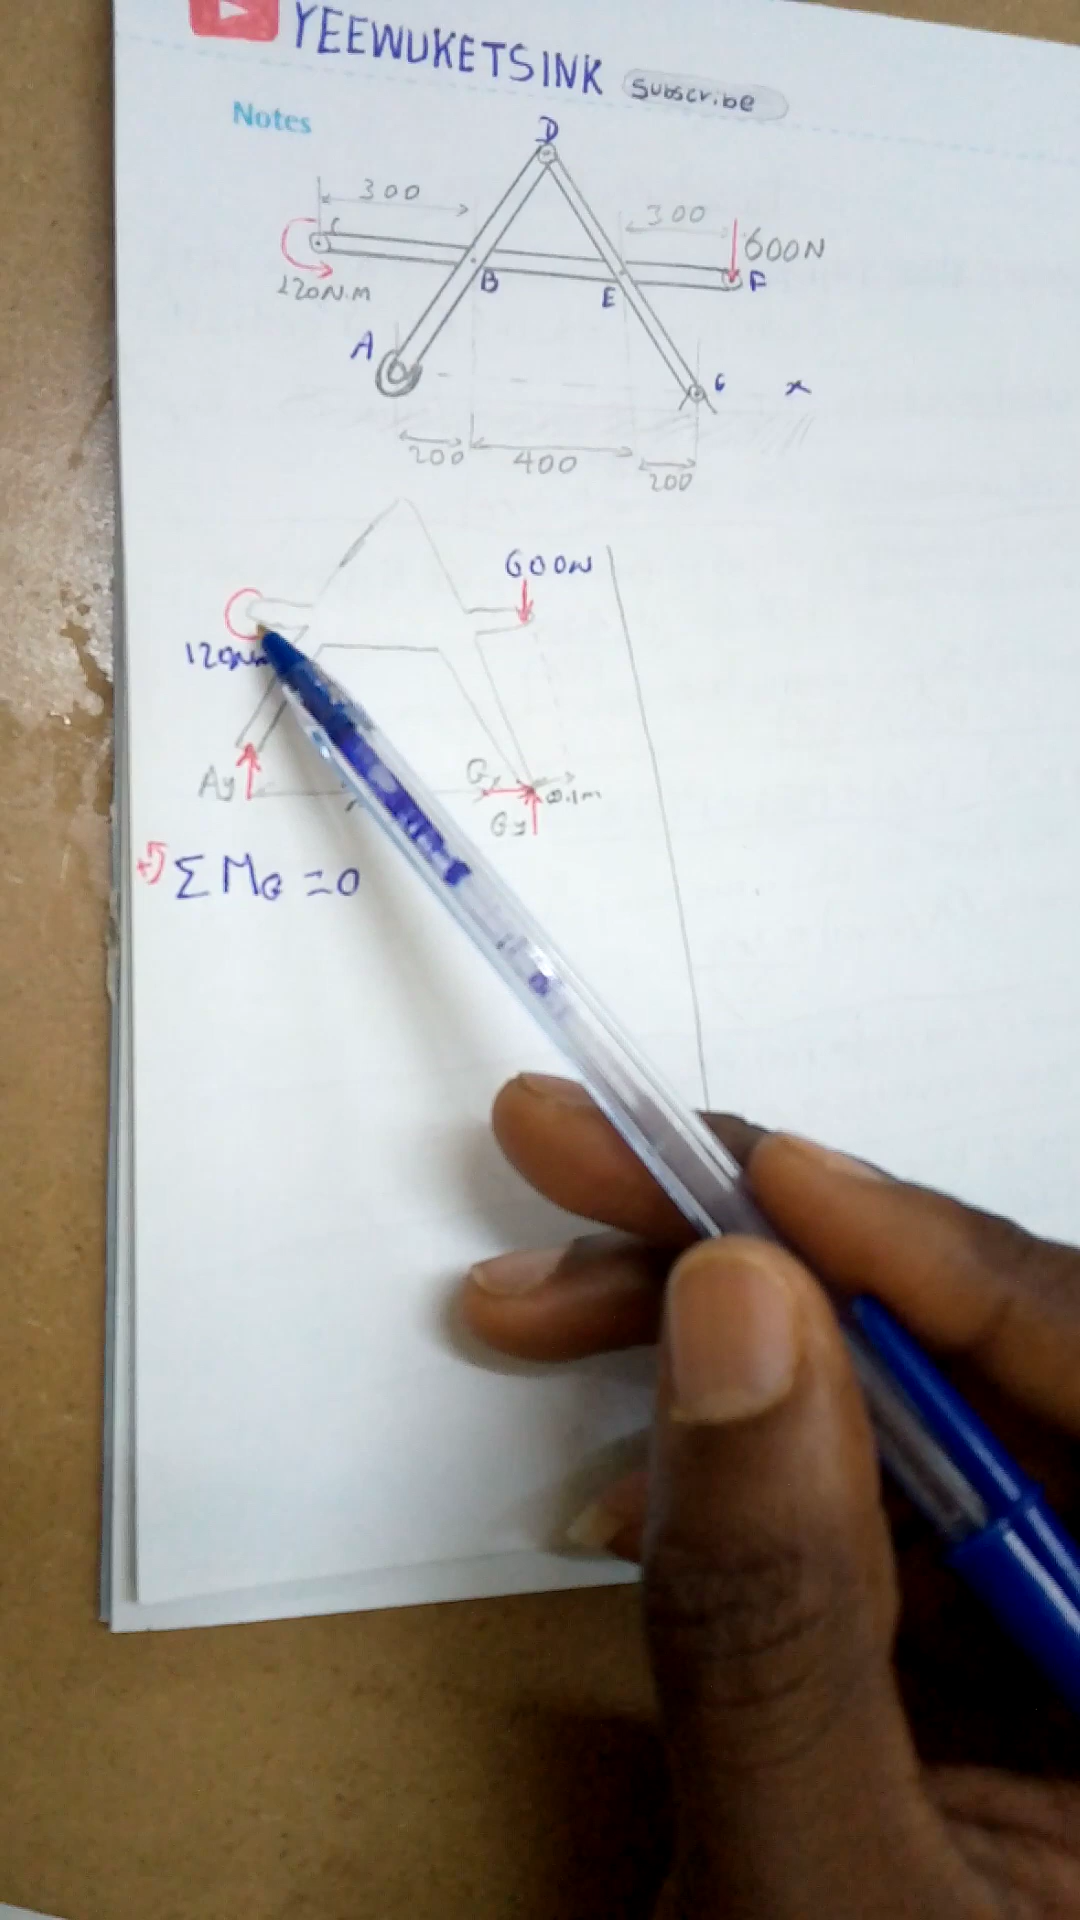 YEEWUKETSINK subscribe
Notes
D
300
300
C
600N
120N.M
B
E
F
A
G x
200
400
200
600N
120N.m
Ay
Gx
0.1m
Gy
+ ΣMG = 0